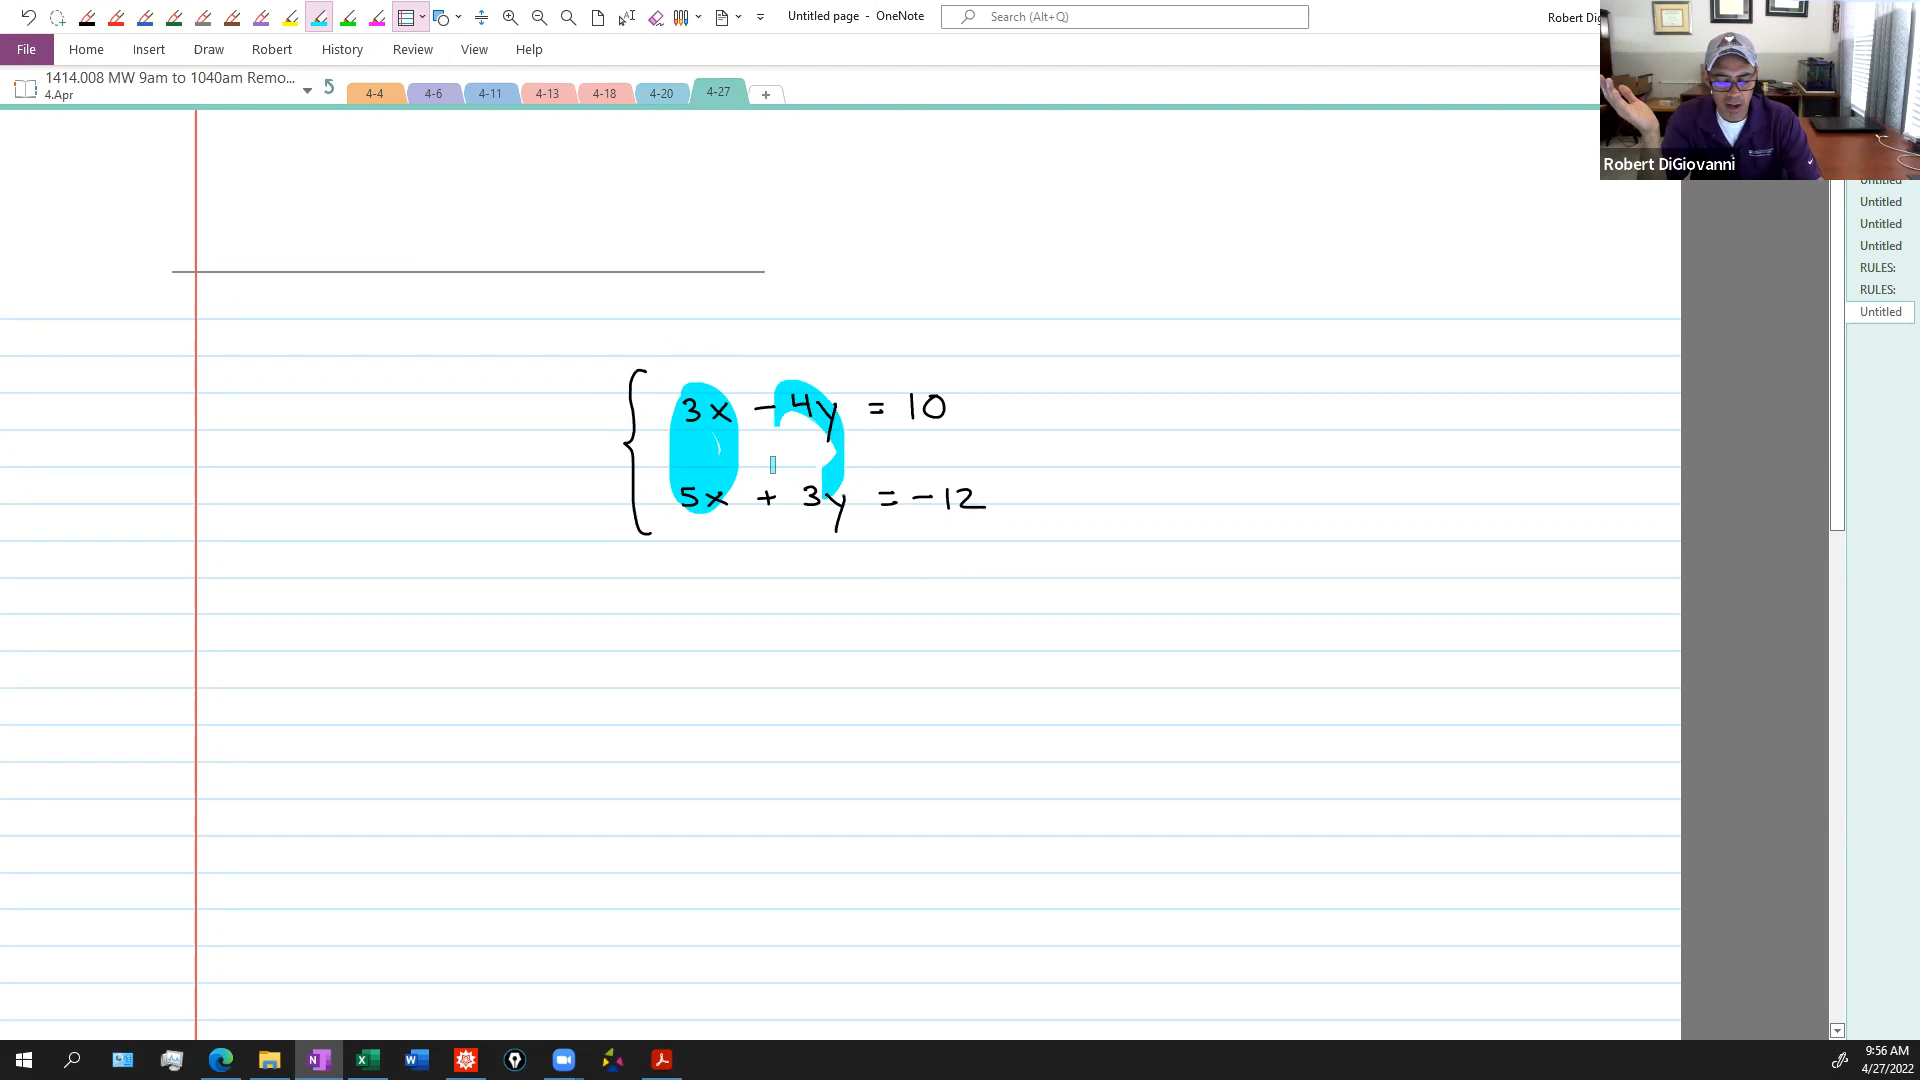 Untitled page - OneNote
Search (Alt+Q)
Robert
File Home Insert Draw Robert History Review View Help
1414.008 MW 9am to 1040am Remo...
4.Apr
4-4 4-6 4-11 4-13 4-18 4-20 4-27
Robert DiGiovanni
Untitled
Untitled
Untitled
Untitled
RULES:
RULES:
Untitled
3x - 4y = 10
5x + 3y = -12
9:56 AM
4/27/2022